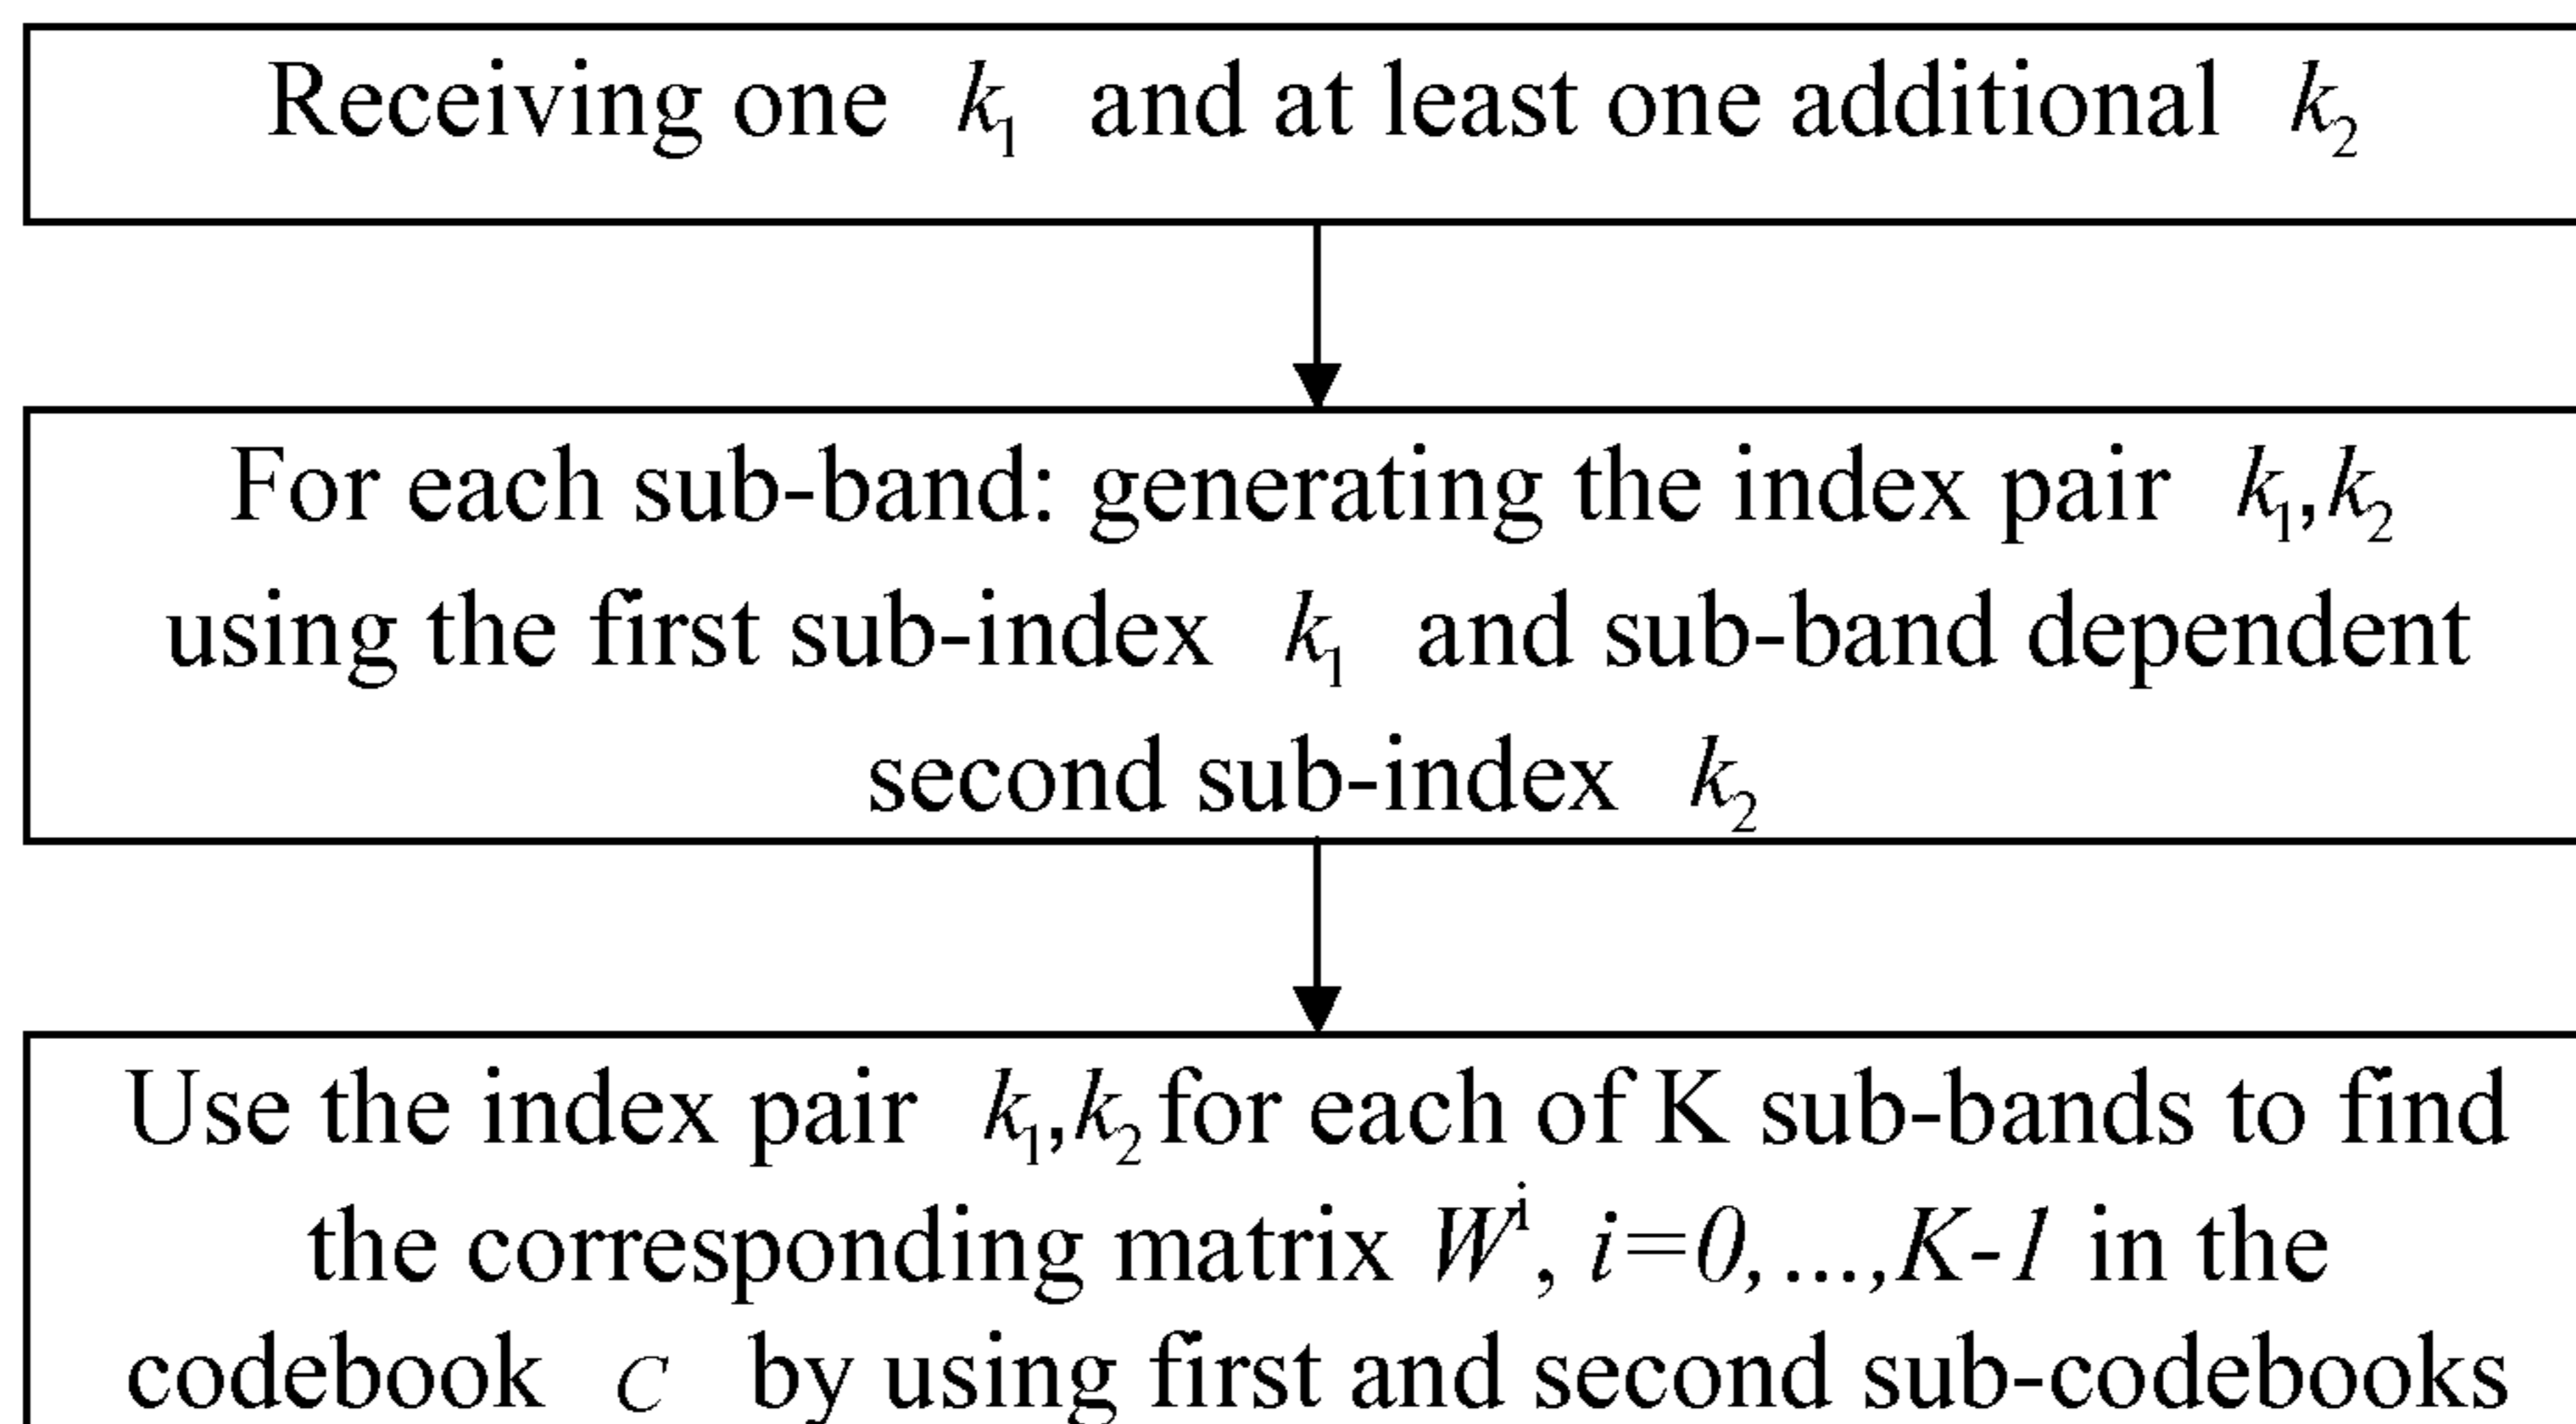 Receiving one k₁ and at least one additional k₂
For each sub-band: generating the index pair k₁,k₂
using the first sub-index k₁ and sub-band dependent
second sub-index k₂
Use the index pair k₁,k₂ for each of K sub-bands to find
the corresponding matrix Wⁱ, i=0,...,K-1 in the
codebook C by using first and second sub-codebooks